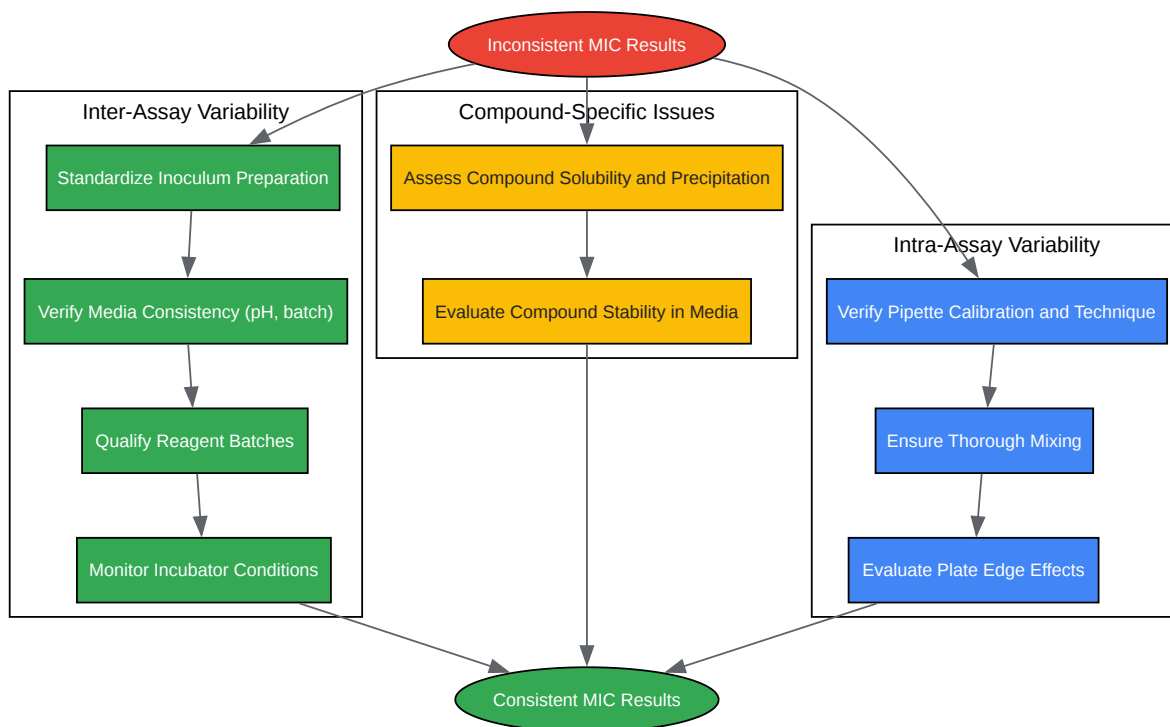 Inconsistent MIC Results
Inter-Assay Variability
Standardize Inoculum Preparation
Verify Media Consistency (pH, batch)
Qualify Reagent Batches
Monitor Incubator Conditions
Compound-Specific Issues
Assess Compound Solubility and Precipitation
Evaluate Compound Stability in Media
Intra-Assay Variability
Verify Pipette Calibration and Technique
Ensure Thorough Mixing
Evaluate Plate Edge Effects
Consistent MIC Results